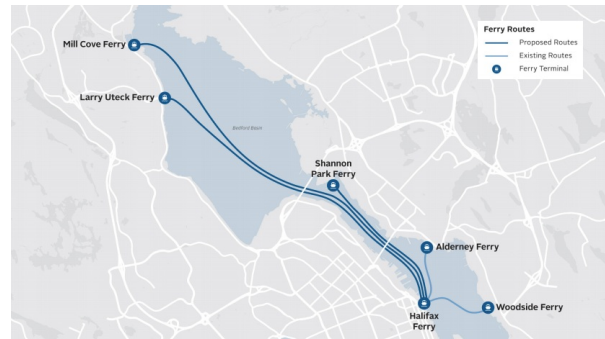 Ferry Routes
Proposed Routes
Existing Routes
Ferry Terminal
Mill Cove Ferry
Larry Uteck Ferry
Bedford Basin
Shannon
Park Ferry
Alderney Ferry
Woodside Ferry
Halifax
Ferry